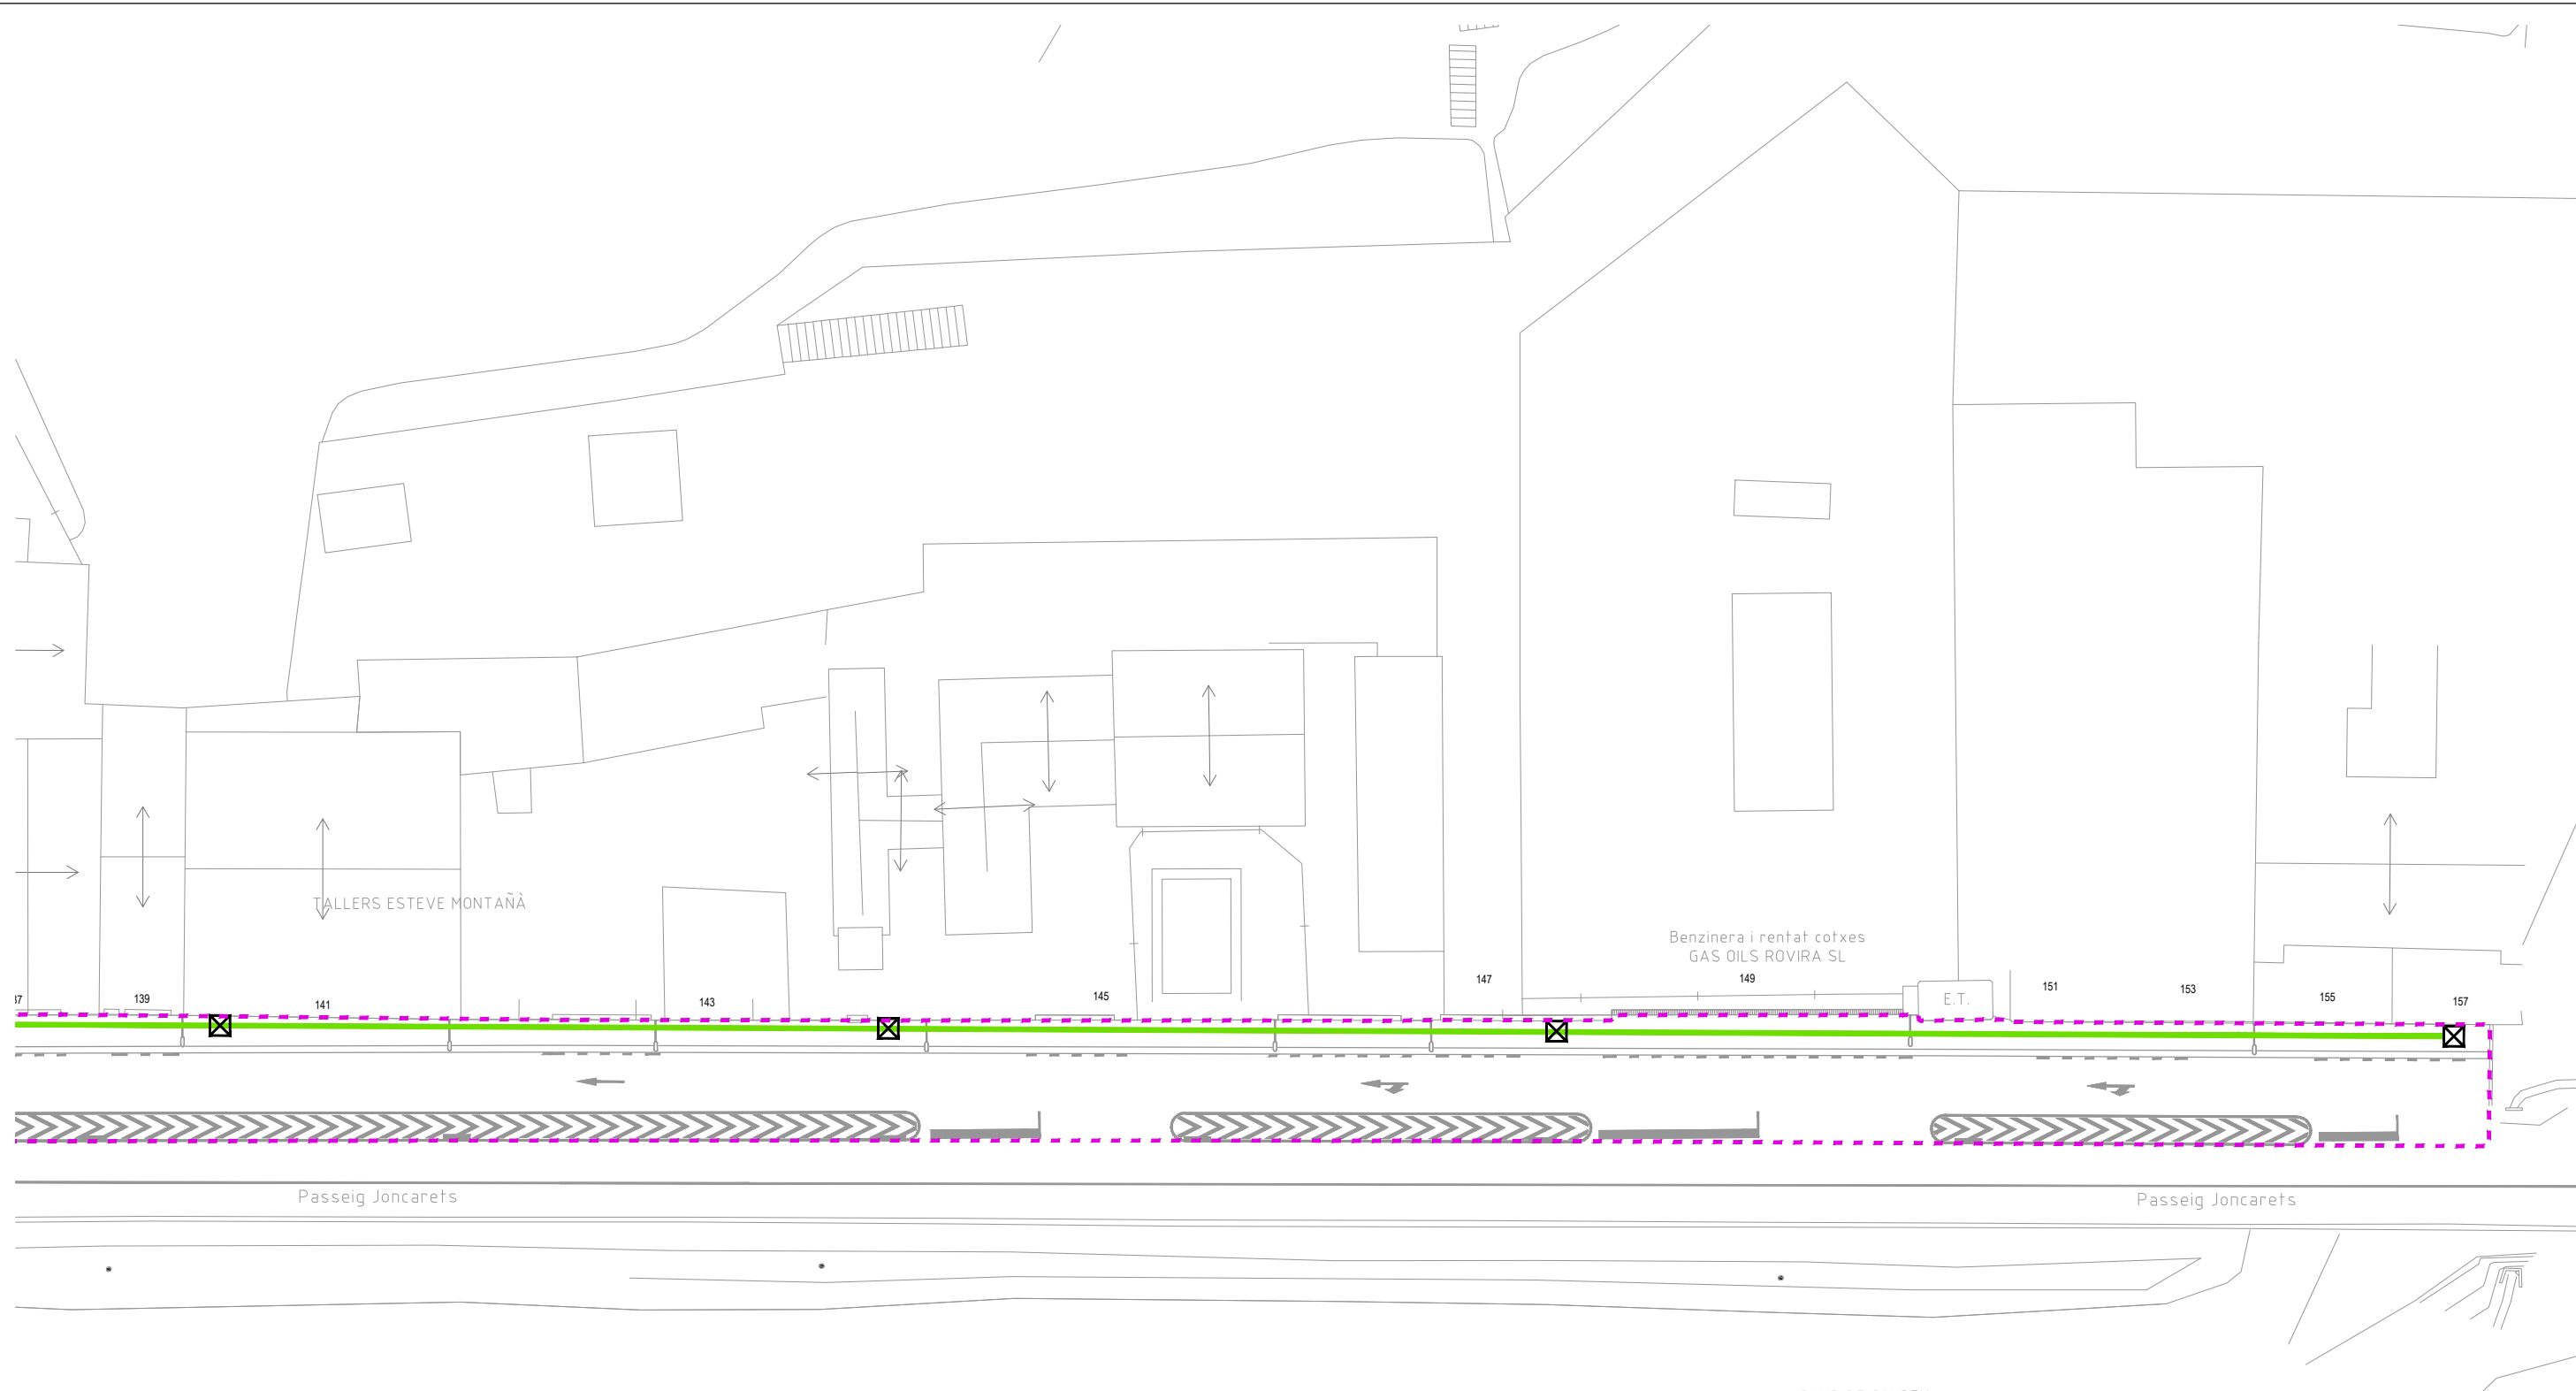 TALLERS ESTEVE MONTAÑÀ
Benzinera i rentat cotxes
GAS OILS ROVIRA SL
E.T.
139
141
143
145
147
149
151
153
155
157
Passeig Joncarets
Passeig Joncarets